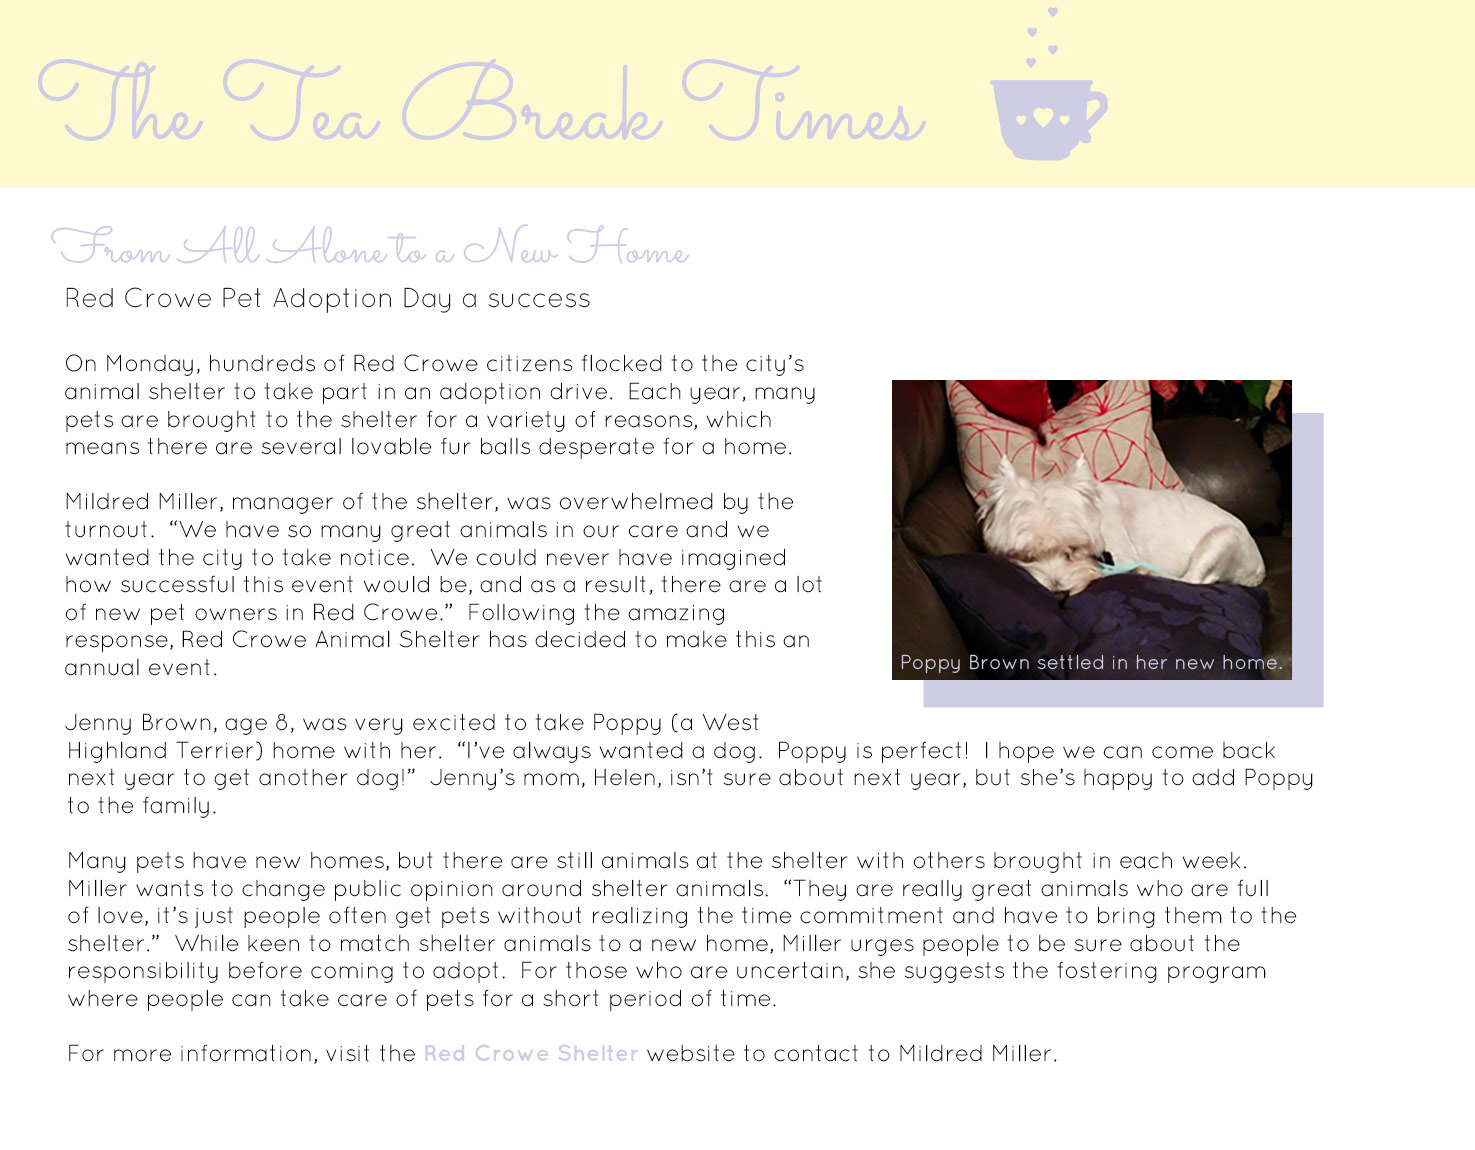 The Tea Break Times
From All Alone to a New Home
Red Crowe Pet Adoption Day a success
On Monday, hundreds of Red Crowe citizens flocked to the city's
animal shelter to take part in an adoption drive.  Each year, many
pets are brought to the shelter for a variety of reasons, which
means there are several lovable fur balls desperate for a home.
Mildred Miller, manager of the shelter, was overwhelmed by the
turnout.  “We have so many great animals in our care and we
wanted the city to take notice.  We could never have imagined
how successful this event would be, and as a result, there are a lot
of new pet owners in Red Crowe.”  Following the amazing
response, Red Crowe Animal Shelter has decided to make this an
annual event.
Poppy Brown settled in her new home.
Jenny Brown, age 8, was very excited to take Poppy (a West
Highland Terrier) home with her.  “I’ve always wanted a dog.  Poppy is perfect!  I hope we can come back
next year to get another dog!”  Jenny’s mom, Helen, isn’t sure about next year, but she’s happy to add Poppy
to the family.
Many pets have new homes, but there are still animals at the shelter with others brought in each week.
Miller wants to change public opinion around shelter animals.  “They are really great animals who are full
of love, it’s just people often get pets without realizing the time commitment and have to bring them to the
shelter.”  While keen to match shelter animals to a new home, Miller urges people to be sure about the
responsibility before coming to adopt.  For those who are uncertain, she suggests the fostering program
where people can take care of pets for a short period of time.
For more information, visit the Red Crowe Shelter website to contact to Mildred Miller.